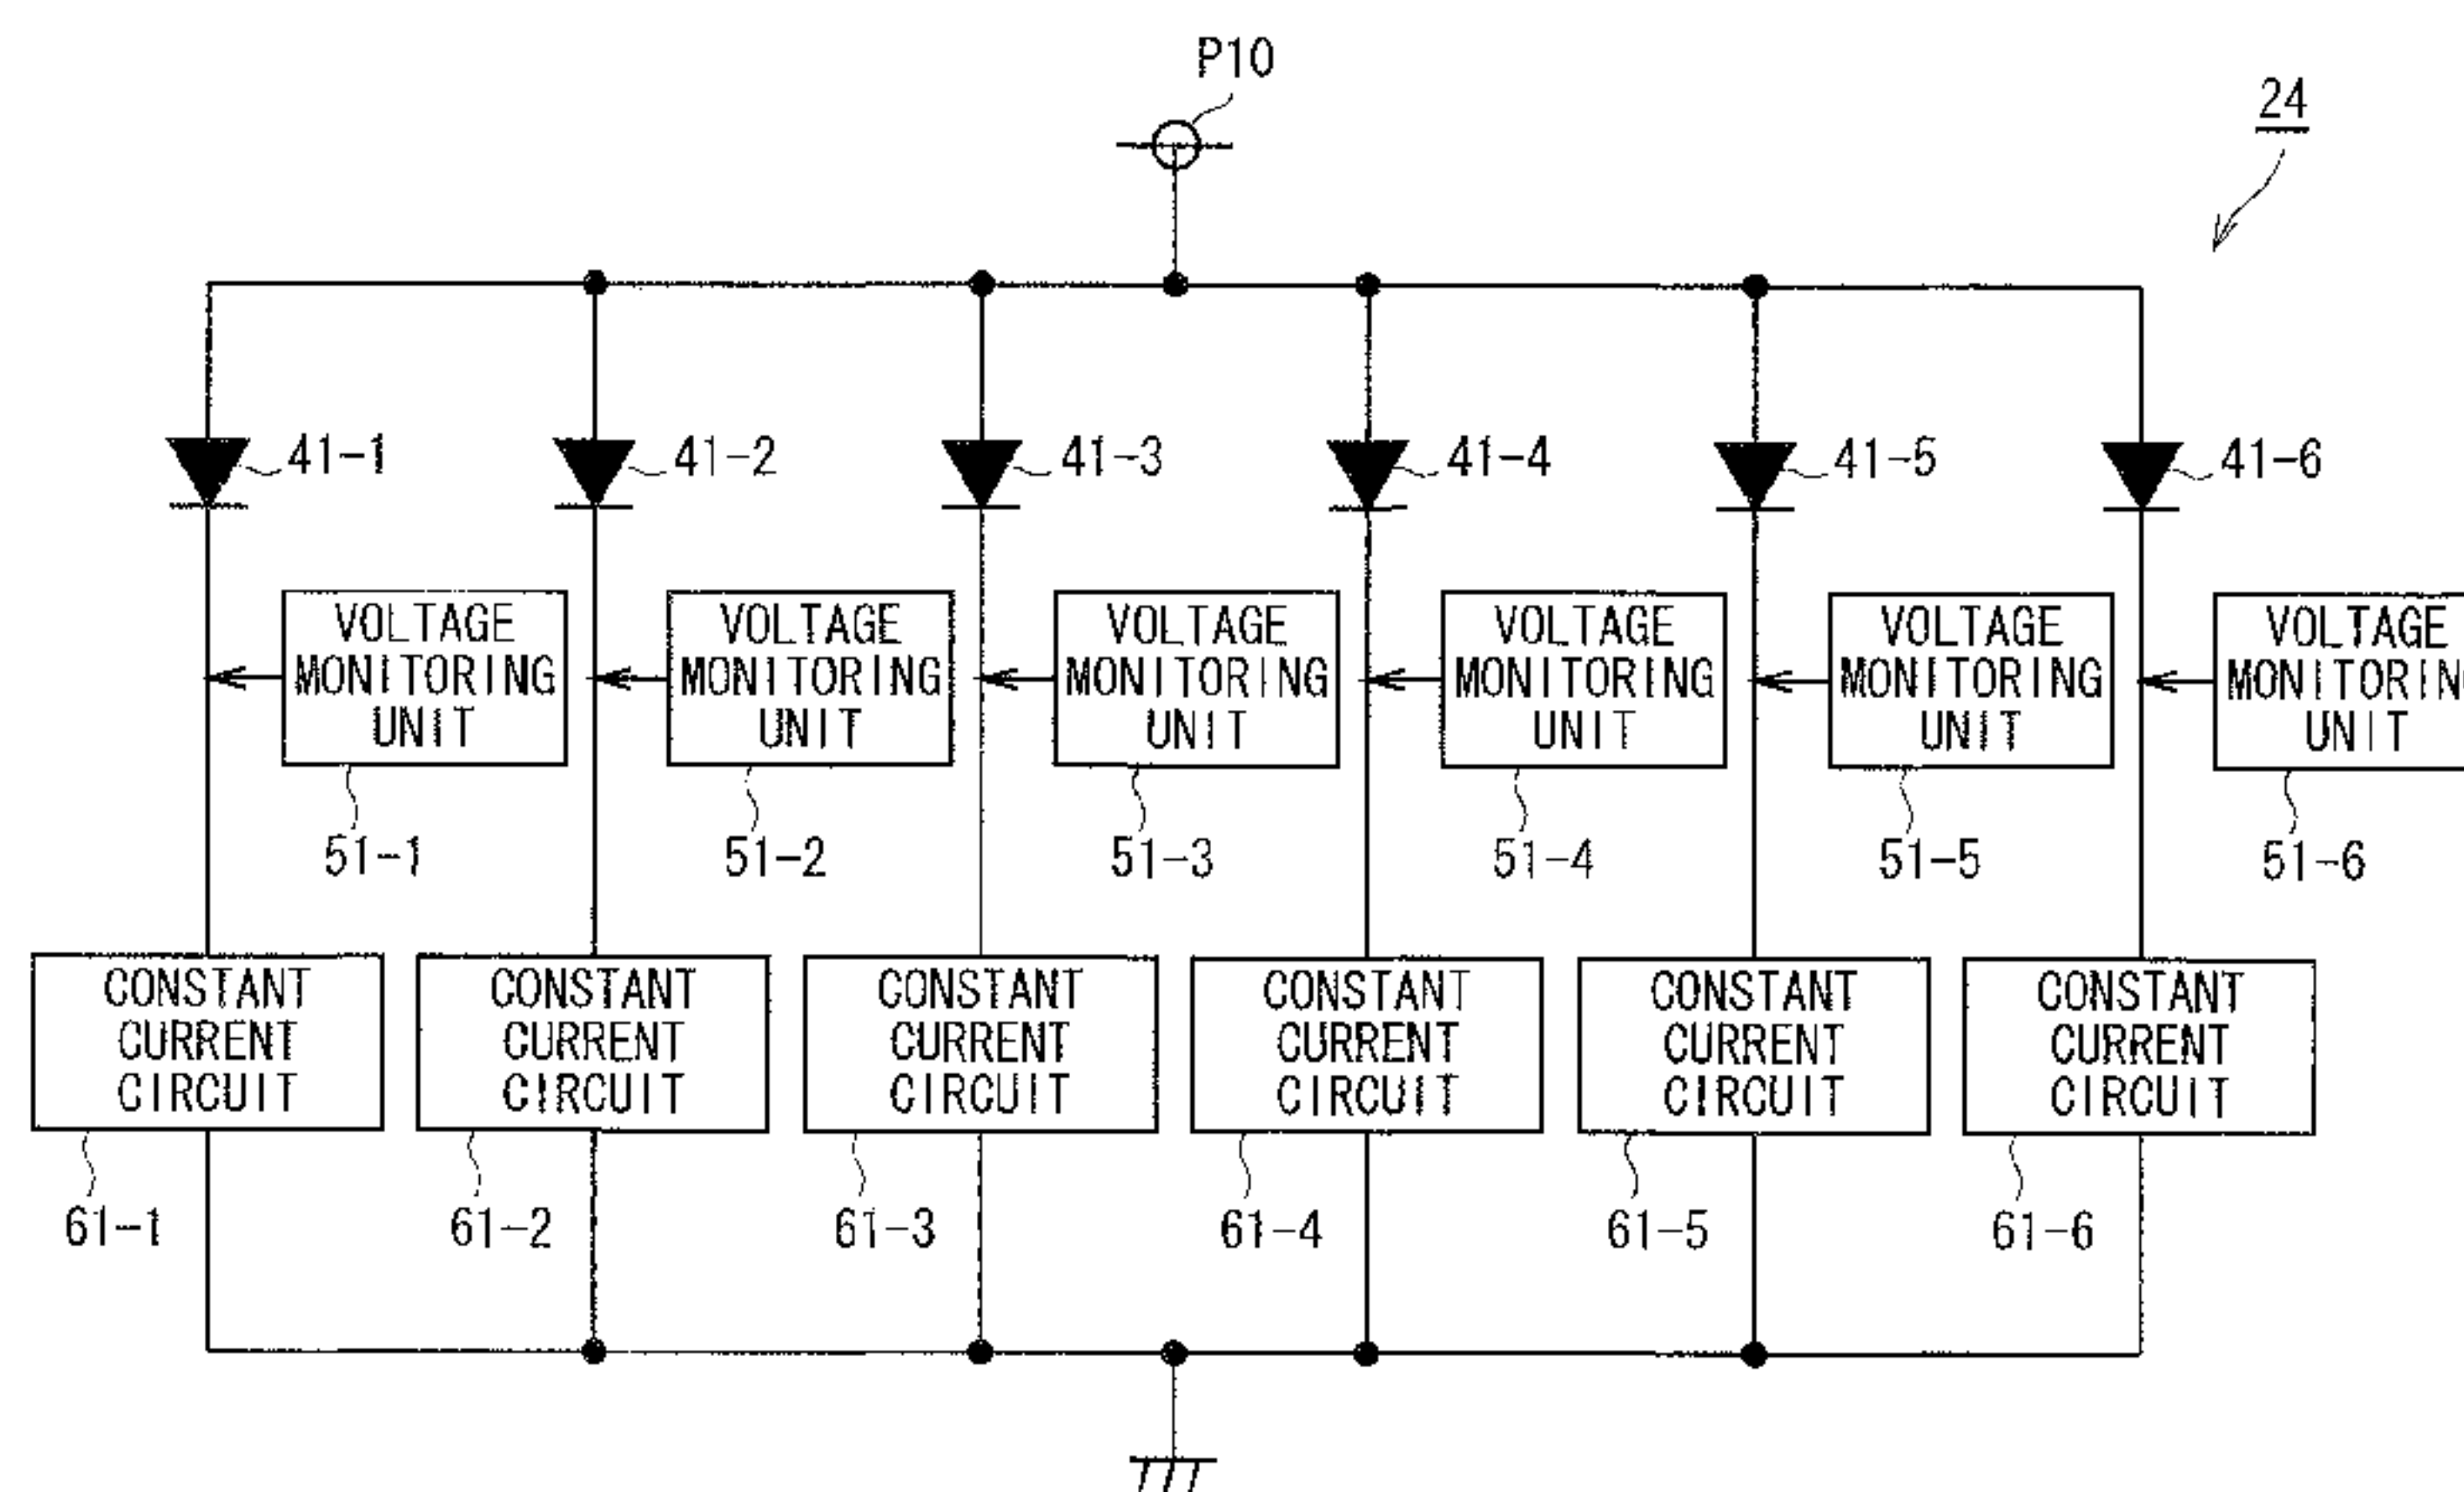 P10
24
41-1
41-2
41-3
41-4
41-5
41-6
VOLTAGE
MONITORING
UNIT
VOLTAGE
MONITORING
UNIT
VOLTAGE
MONITORING
UNIT
VOLTAGE
MONITORING
UNIT
VOLTAGE
MONITORING
UNIT
VOLTAGE
MONITORIN
UNIT
51-1
51-2
51-3
51-4
51-5
51-6
CONSTANT
CURRENT
CIRCUIT
CONSTANT
CURRENT
CIRCUIT
CONSTANT
CURRENT
CIRCUIT
CONSTANT
CURRENT
CIRCUIT
CONSTANT
CURRENT
CIRCUIT
CONSTANT
CURRENT
CIRCUIT
61-1
61-2
61-3
61-4
61-5
61-6